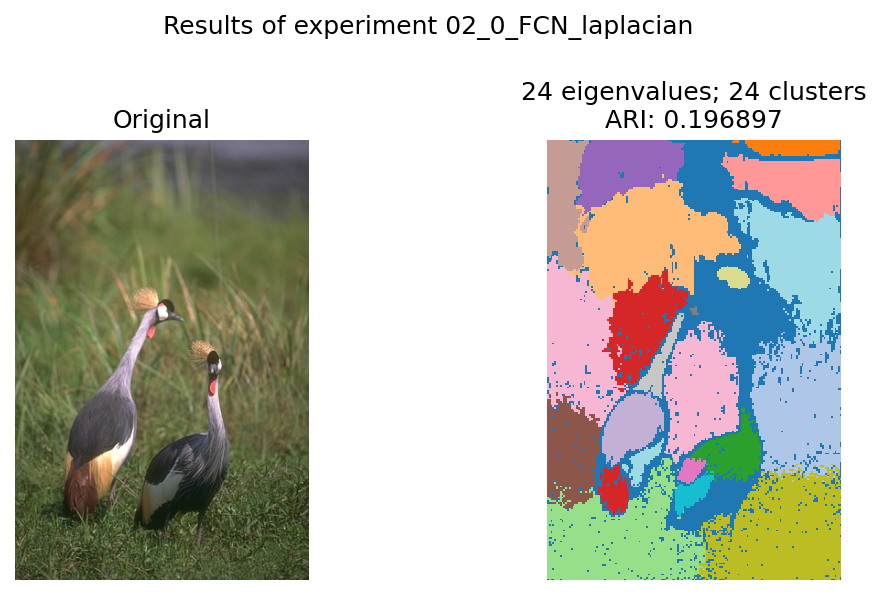 Results of experiment 02_0_FCN_laplacian
Original
24 eigenvalues; 24 clusters
ARI: 0.196897